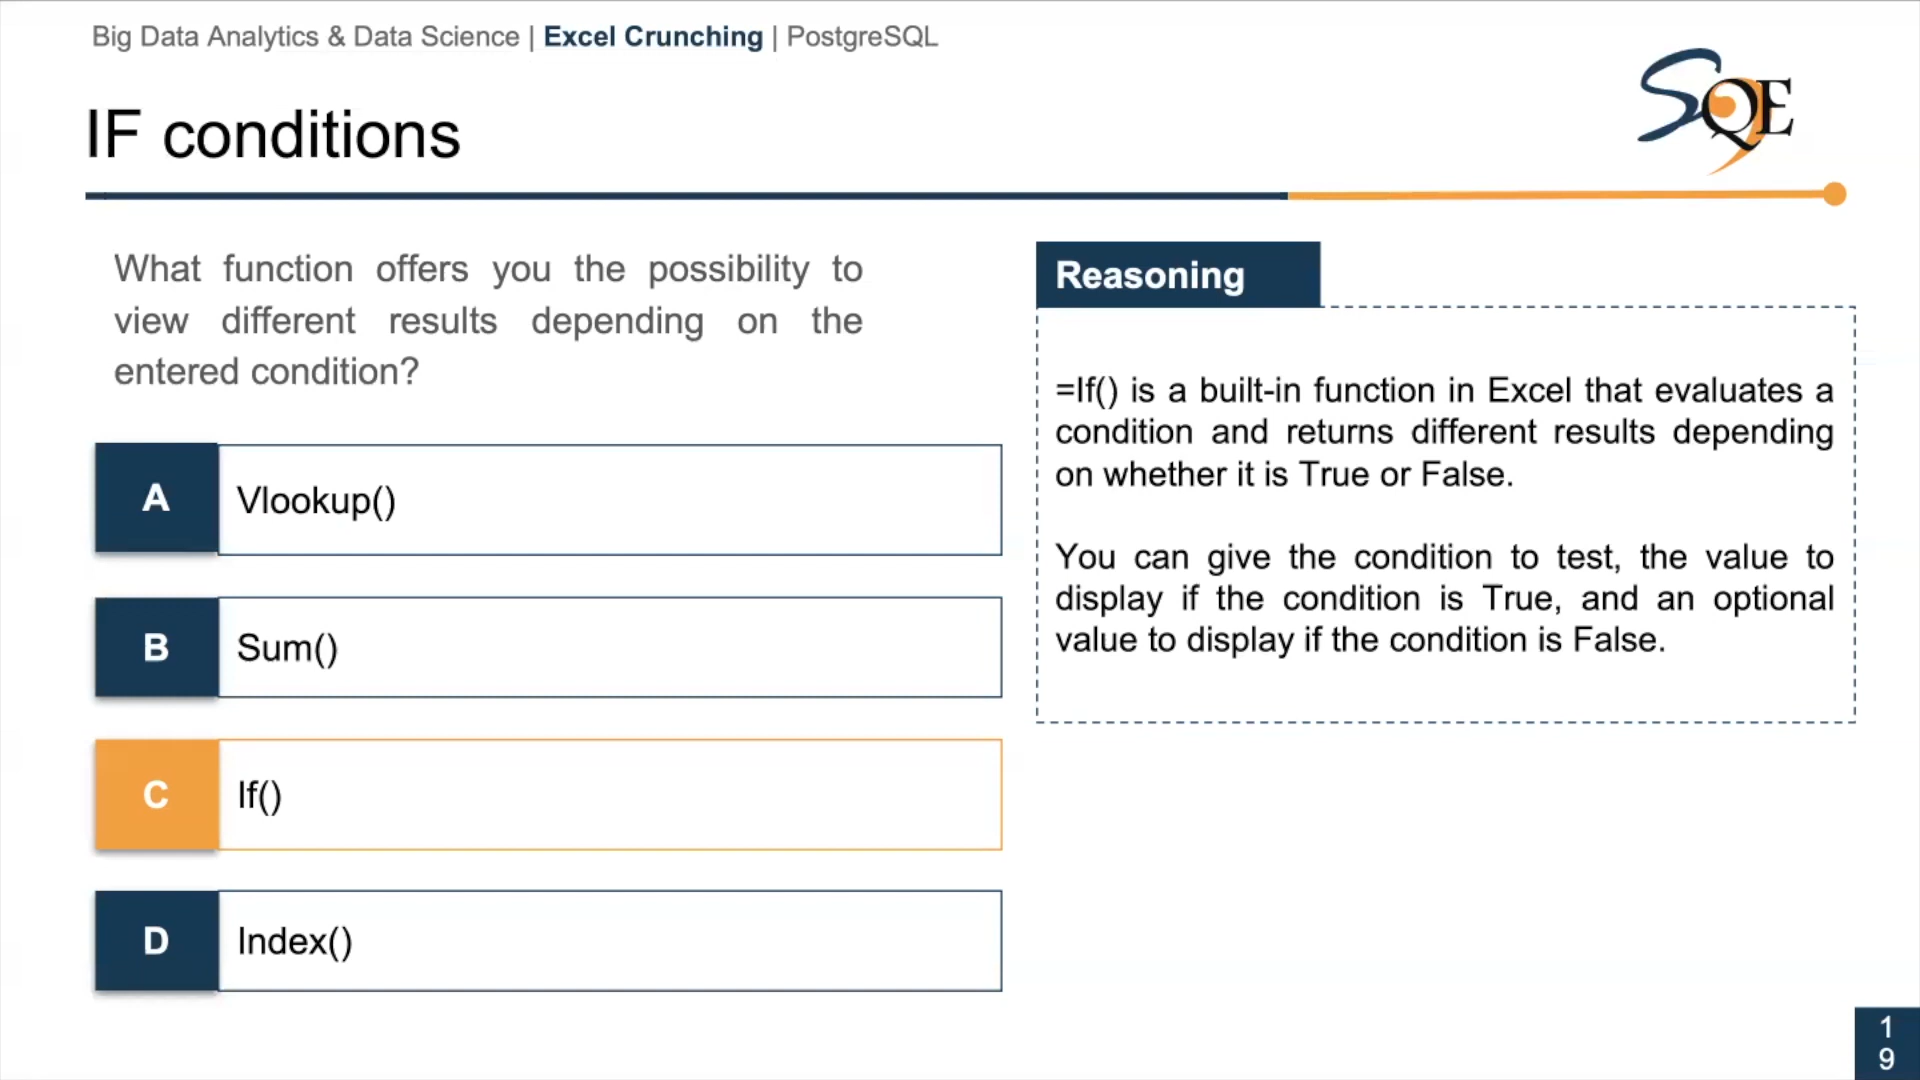 Big Data Analytics & Data Science | Excel Crunching | PostgreSQL
SQE
IF conditions
What function offers you the possibility to
view different results depending on the
entered condition?
A
Vlookup()
B
Sum()
C
If()
D
Index()
Reasoning
=If() is a built-in function in Excel that evaluates a
condition and returns different results depending
on whether it is True or False.
You can give the condition to test, the value to
display if the condition is True, and an optional
value to display if the condition is False.
1
9